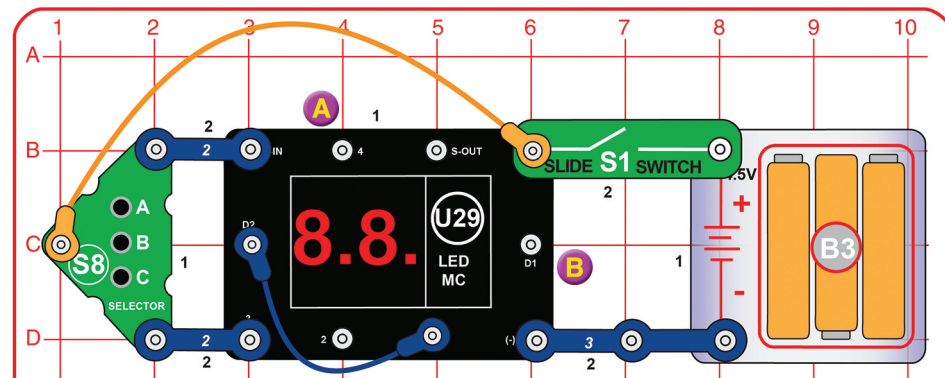 1 2 3 4 5 6 7 8 9 10
A
A
1
2
B
2
-IN
4
S-OUT
SLIDE S1 SWITCH
4.5V
2
A
B
C
S8
SELECTOR
1
C
D2
8.8.
U29
LED
MC
D1
B
1
+
-
B3
D
2
2
2
(-)
3
2